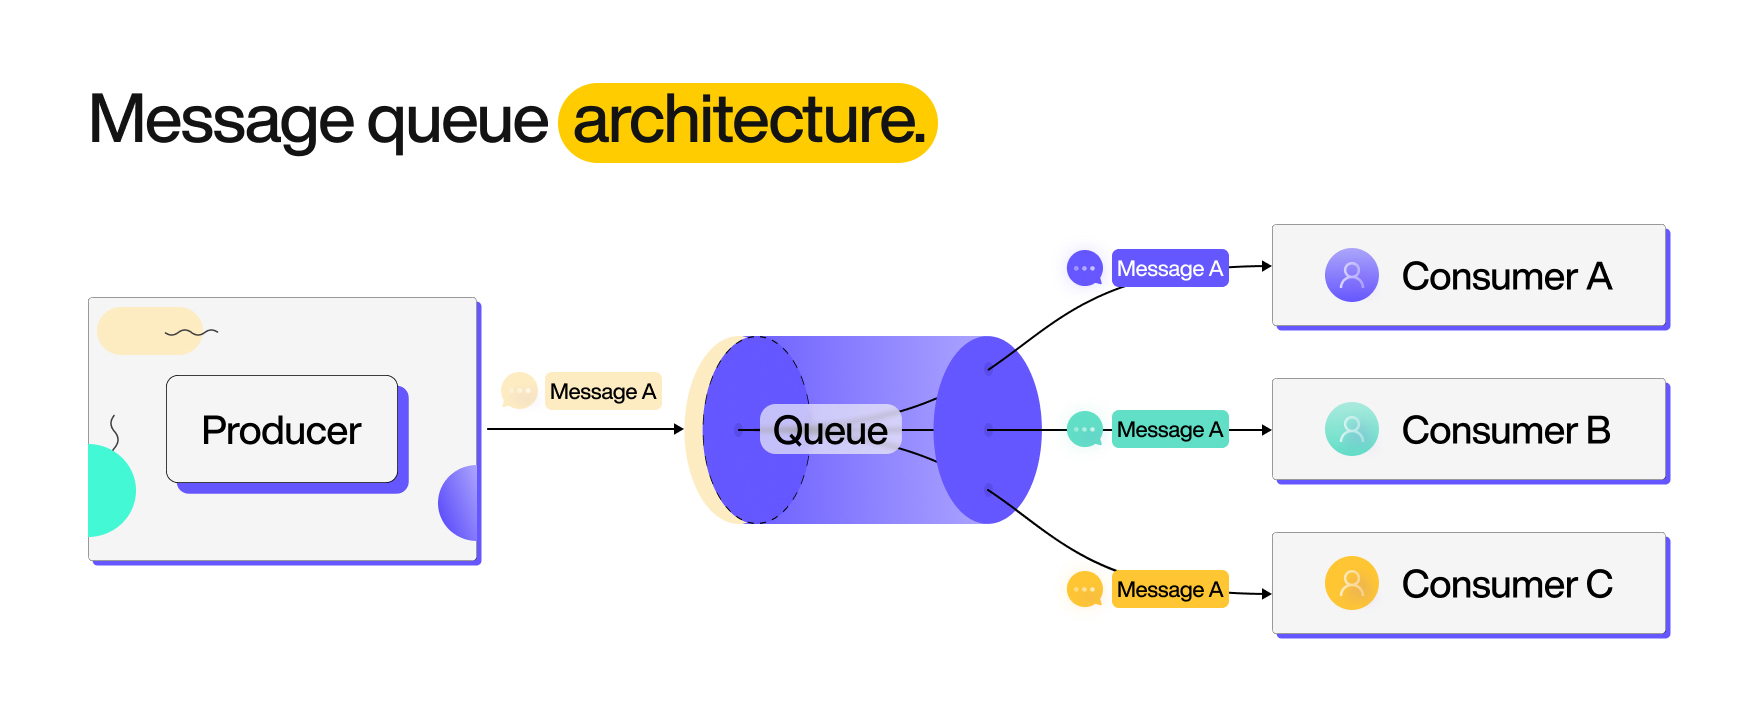 Message queue architecture.
Producer
Message A
Queue
Message A
Consumer A
Message A
Consumer B
Message A
Consumer C